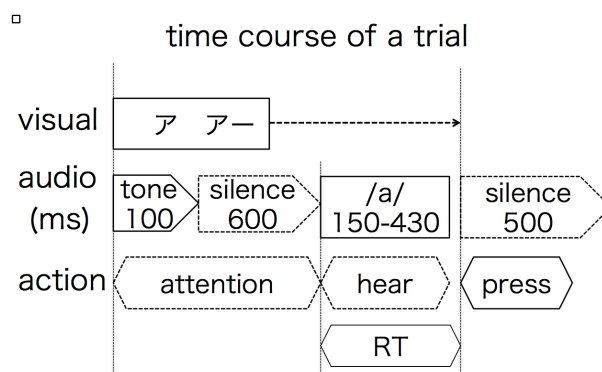 time course of a trial
visual
ア アー
audio
(ms)
tone
100
silence
600
/a/
150-430
silence
500
action
attention
hear
press
RT